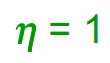 η = 1